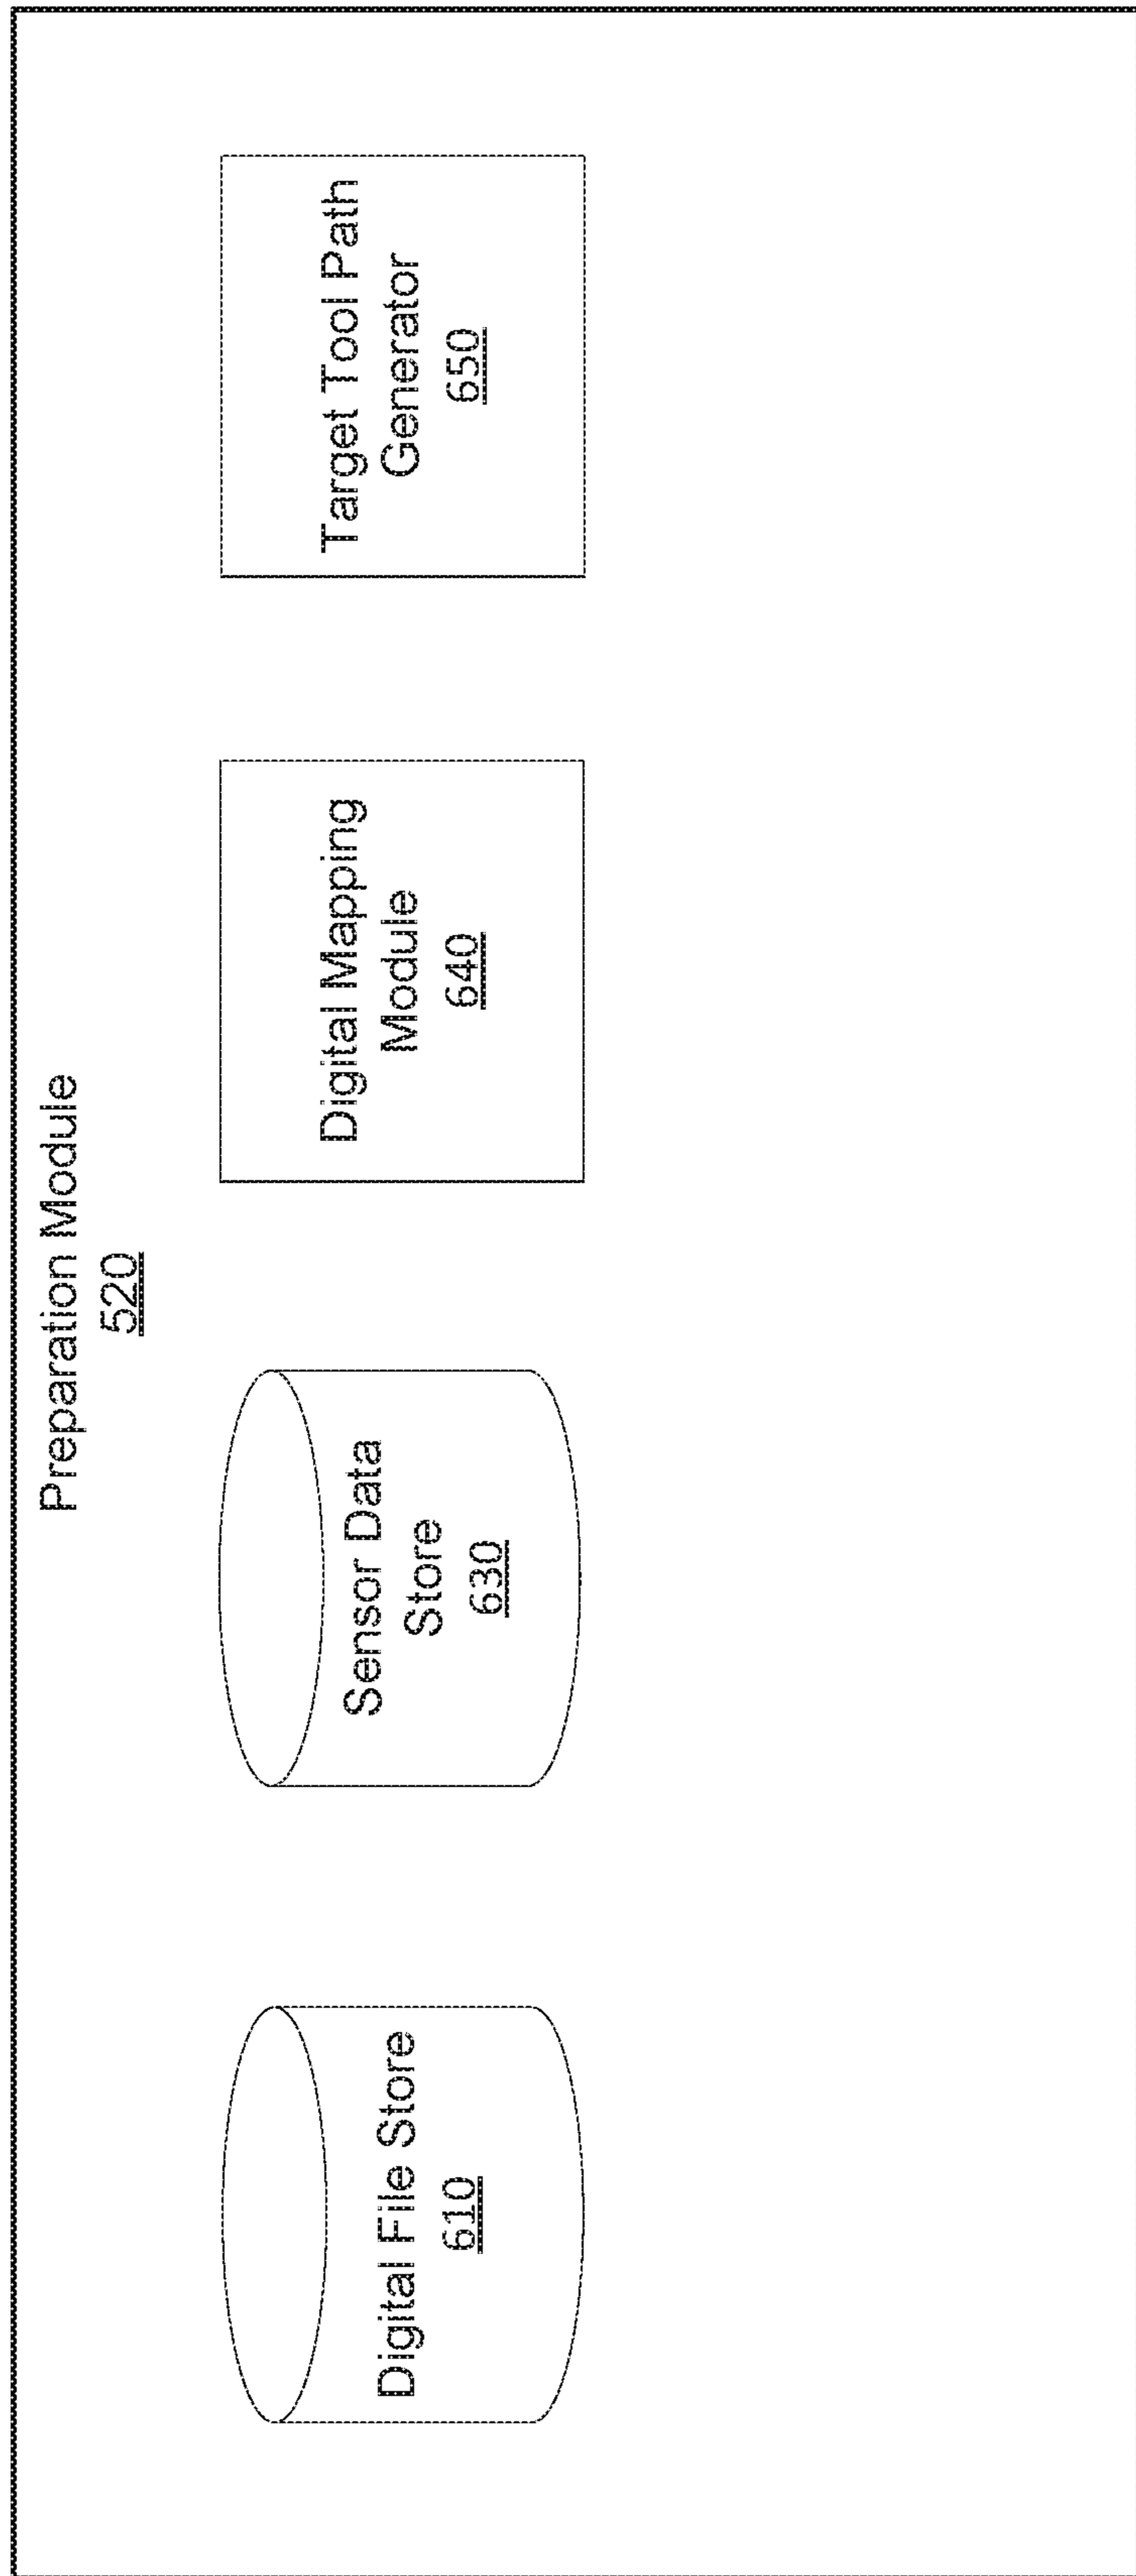 Preparation Module
520
Digital File Store
610
Sensor Data
Store
630
Digital Mapping
Module
640
Target Tool Path
Generator
650